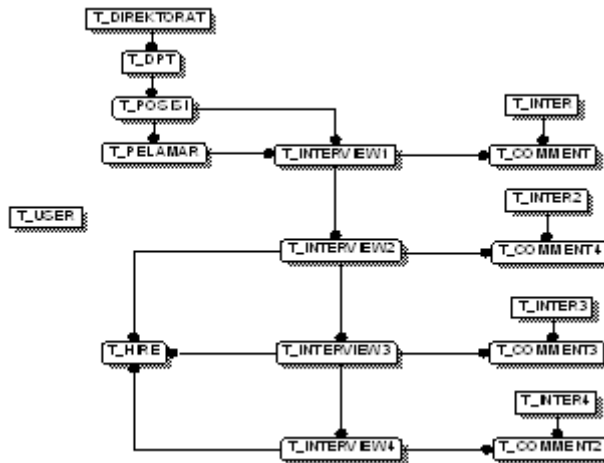 T_DIREKTORAT
T_DPT
T_POSISI
T_INTER
T_PELAMAR
T_INTERVIEW1
T_COMMENT
T_USER
T_INTER2
T_INTERVIEW2
T_COMMENT4
T_INTER3
T_HIRE
T_INTERVIEW3
T_COMMENT3
T_INTER4
T_INTERVIEW4
T_COMMENT2